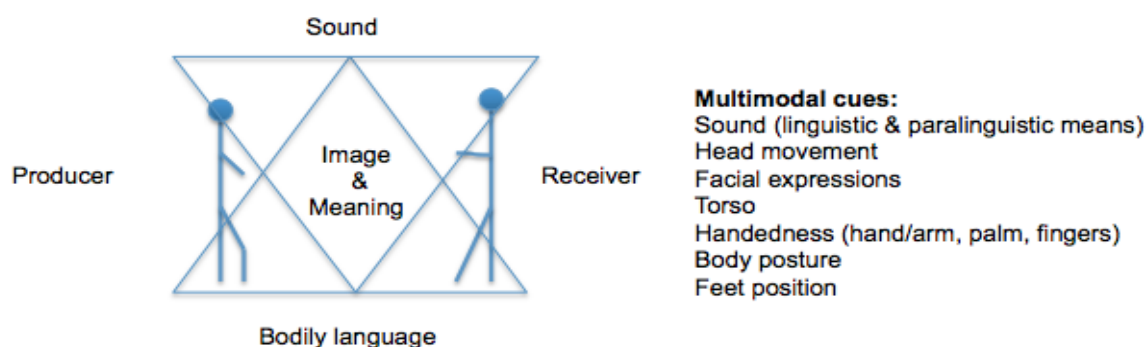 Sound
Producer
Image
&
Meaning
Receiver
Bodily language
Multimodal cues:
Sound (linguistic & paralinguistic means)
Head movement
Facial expressions
Torso
Handedness (hand/arm, palm, fingers)
Body posture
Feet position